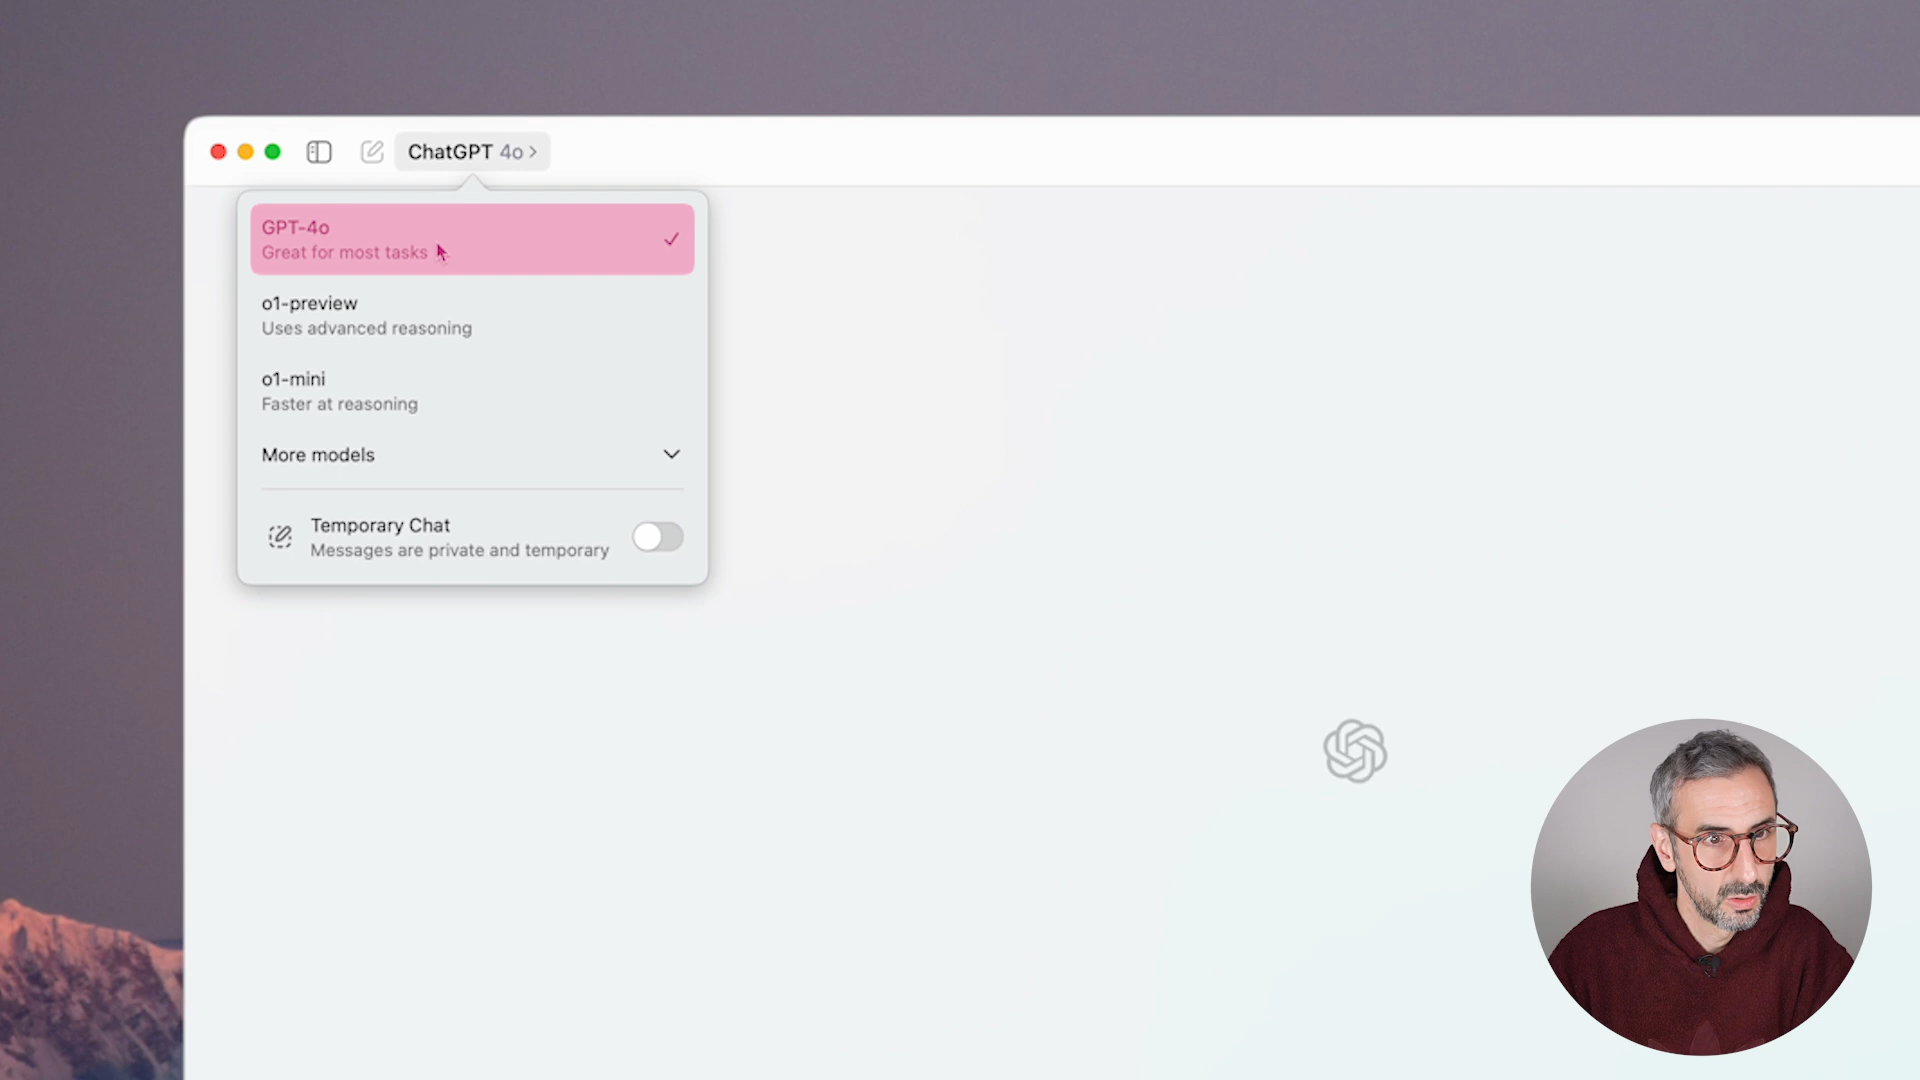 ChatGPT 4o >
GPT-4o
Great for most tasks
o1-preview
Uses advanced reasoning
o1-mini
Faster at reasoning
More models
Temporary Chat
Messages are private and temporary